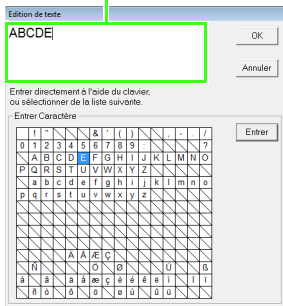 Edition de texte
ABCDE
OK
Annuler
Entrer directement à l'aide du clavier,
ou sélectionner de la liste suivante.
Entrer Caractère
Entrer
! " & ' ( ) , - . /
0 1 2 3 4 5 6 7 8 9 : ?
A B C D E F G H I J K L M N O
P Q R S T U V W X Y Z
a b c d e f g h i j k l m n o
p q r s t u v w x y z
À Ä Æ Ç
Ñ Ö Ø Ü ß
à â ä å æ ç è é ê ë ì î ï
ñ ò ô ö ø ù û ü